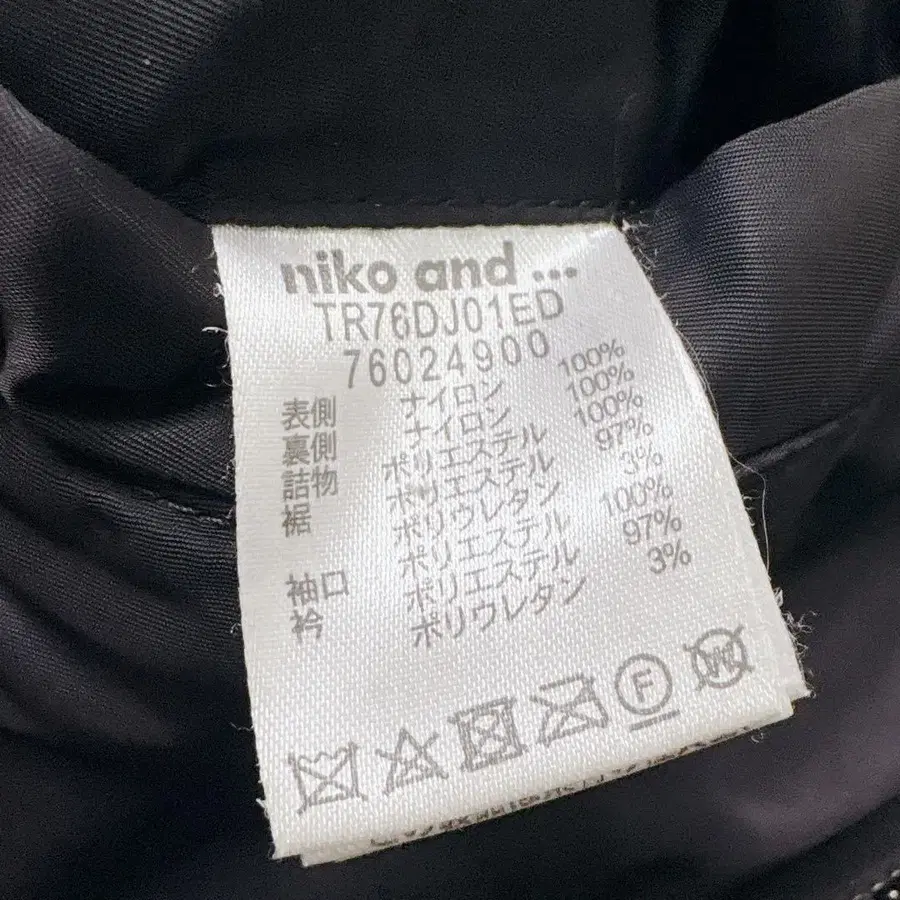 niko and ...
TR76DJ01ED
76024900
表側 ナイロン 100%
裏側 ナイロン 100%
詰物 ポリエステル 100%
裾 ポリエステル 97%
ポリウレタン 3%
袖口 ポリエステル 100%
衿 ポリエステル 97%
ポリウレタン 3%
F
W